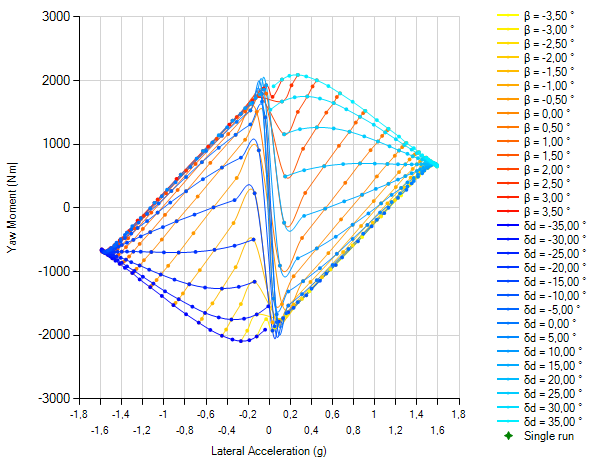 3000
2000
1000
0
-1000
-2000
-3000
Yaw Moment (Nm)
-1,8 -1,4 -1 -0,6 -0,2 0,2 0,6 1 1,4 1,8
-1,6 -1,2 -0,8 -0,4 0 0,4 0,8 1,2 1,6
Lateral Acceleration (g)
β = -3,50 °
β = -3,00 °
β = -2,50 °
β = -2,00 °
β = -1,50 °
β = -1,00 °
β = -0,50 °
β = 0,00 °
β = 0,50 °
β = 1,00 °
β = 1,50 °
β = 2,00 °
β = 2,50 °
β = 3,00 °
β = 3,50 °
δd = -35,00 °
δd = -30,00 °
δd = -25,00 °
δd = -20,00 °
δd = -15,00 °
δd = -10,00 °
δd = -5,00 °
δd = 0,00 °
δd = 5,00 °
δd = 10,00 °
δd = 15,00 °
δd = 20,00 °
δd = 25,00 °
δd = 30,00 °
δd = 35,00 °
Single run